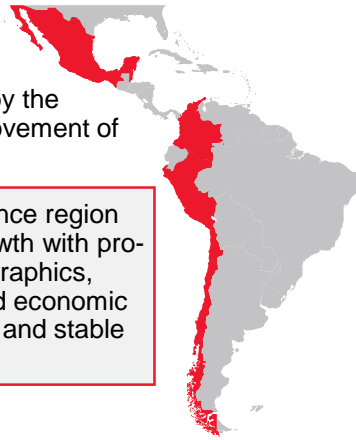 by the
ovement of
nce region
wth with pro-
raphics,
d economic
and stable